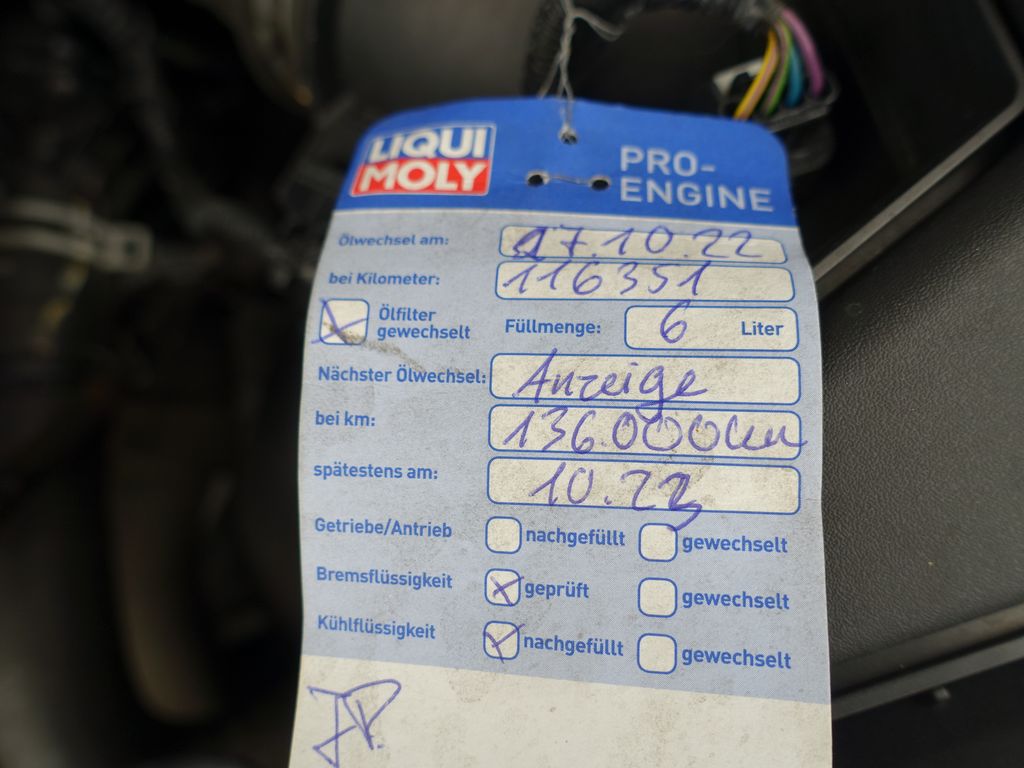 LIQUI
MOLY
PRO-
ENGINE
Ölwechsel am: 17.10.22
bei Kilometer: 116351
Ölfilter
gewechselt
Füllmenge: 6 Liter
Nächster Ölwechsel: Anzeige
bei km: 136.000km
spätestens am: 10.23
Getriebe/Antrieb nachgefüllt gewechselt
Bremsflüssigkeit geprüft gewechselt
Kühlflüssigkeit nachgefüllt gewechselt